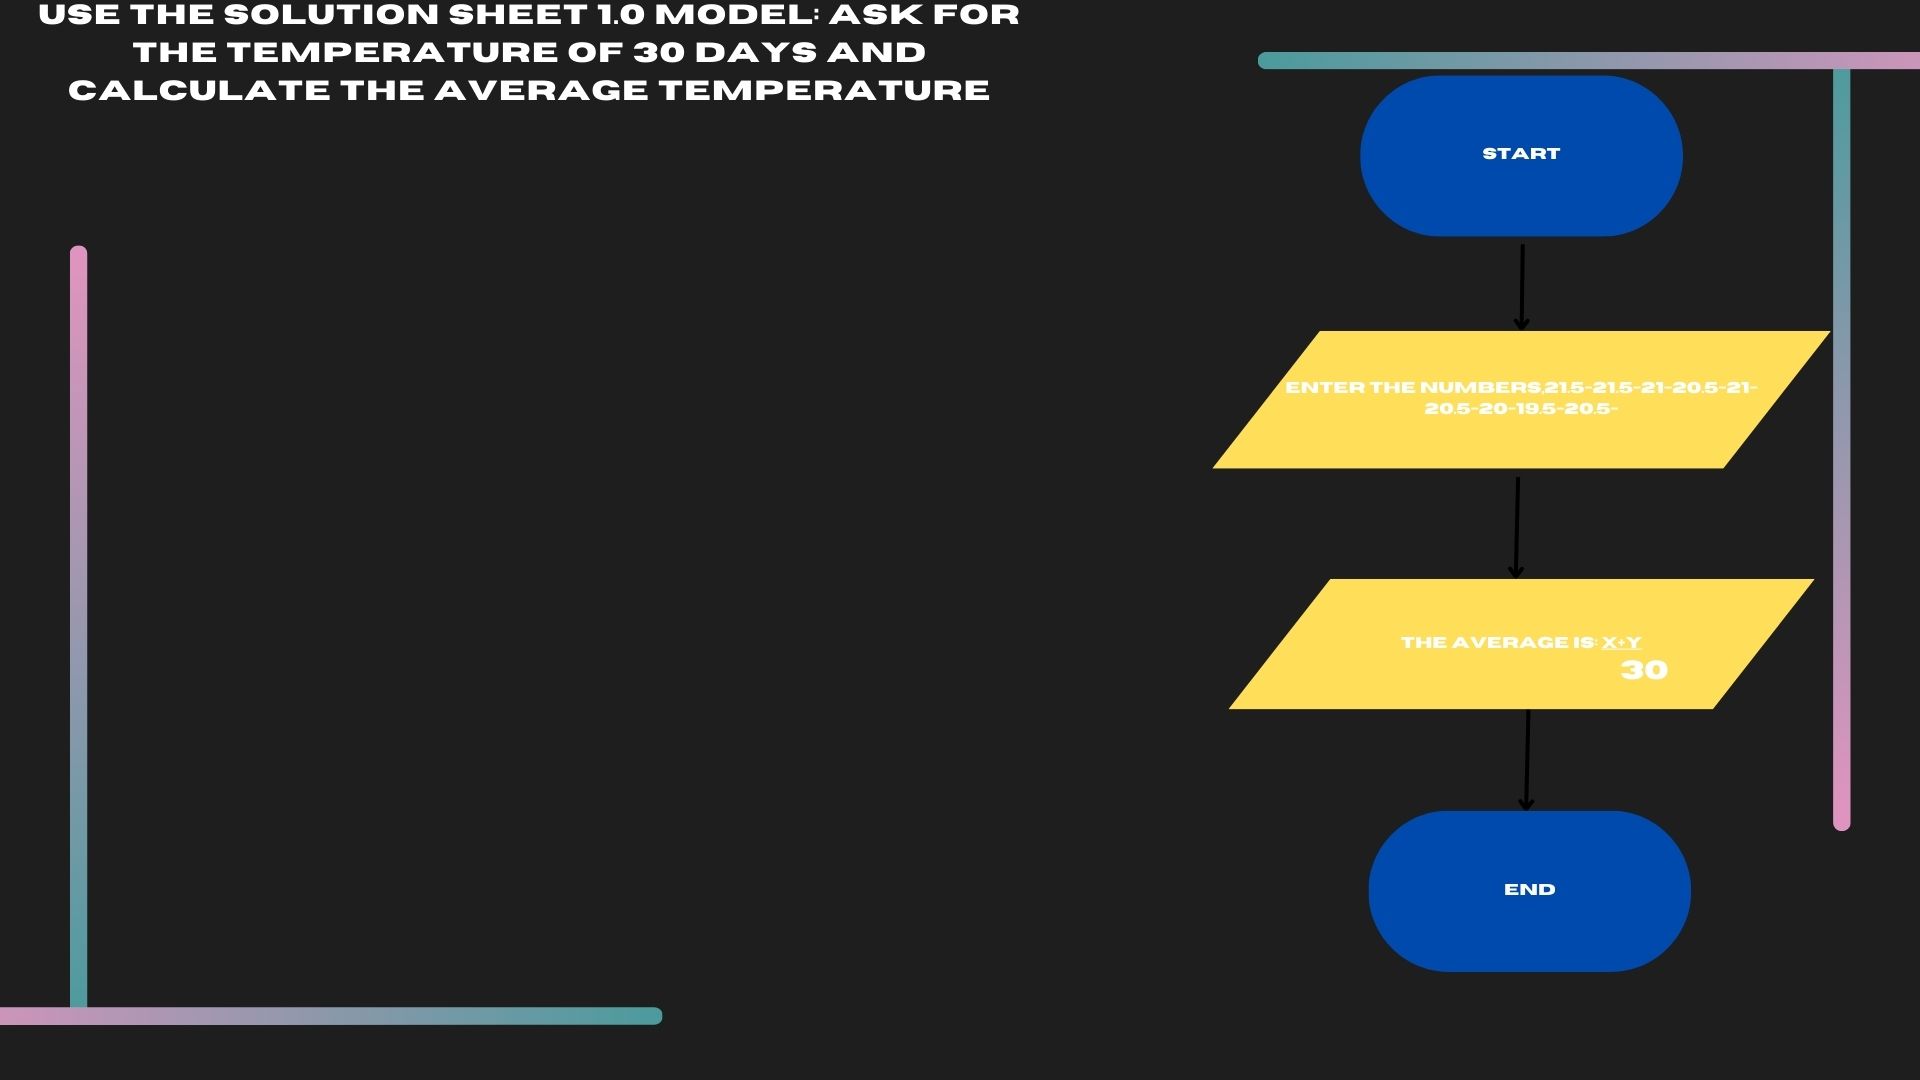 USE THE SOLUTION SHEET 1.0 MODEL: ASK FOR
THE TEMPERATURE OF 30 DAYS AND
CALCULATE THE AVERAGE TEMPERATURE
START
ENTER THE NUMBERS,21.5-21.5-21-20.5-21-
20.5-20-19.5-20.5-
THE AVERAGE IS: X+Y
30
END